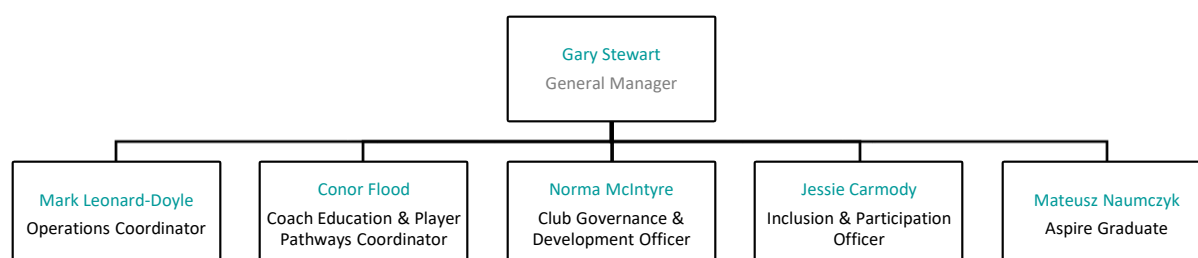 Gary Stewart
General Manager
Mark Leonard-Doyle
Operations Coordinator
Conor Flood
Coach Education & Player
Pathways Coordinator
Norma McIntyre
Club Governance &
Development Officer
Jessie Carmody
Inclusion & Participation
Officer
Mateusz Naumczyk
Aspire Graduate